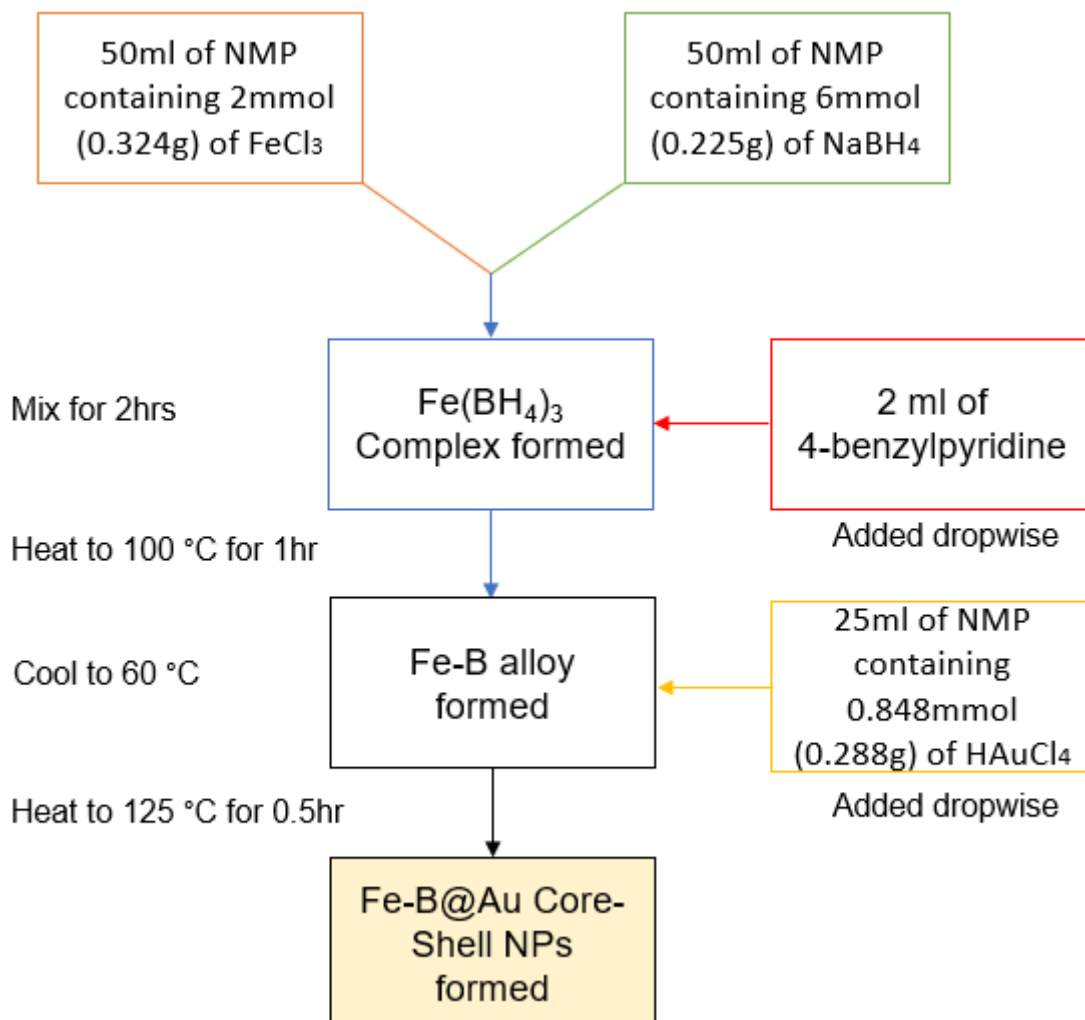 50ml of NMP
containing 2mmol
(0.324g) of FeCl₃
50ml of NMP
containing 6mmol
(0.225g) of NaBH₄
Mix for 2hrs
Fe(BH₄)₃
Complex formed
2 ml of
4-benzylpyridine
Added dropwise
Heat to 100 °C for 1hr
Cool to 60 °C
Fe-B alloy
formed
25ml of NMP
containing
0.848mmol
(0.288g) of HAuCl₄
Added dropwise
Heat to 125 °C for 0.5hr
Fe-B@Au Core-
Shell NPs
formed